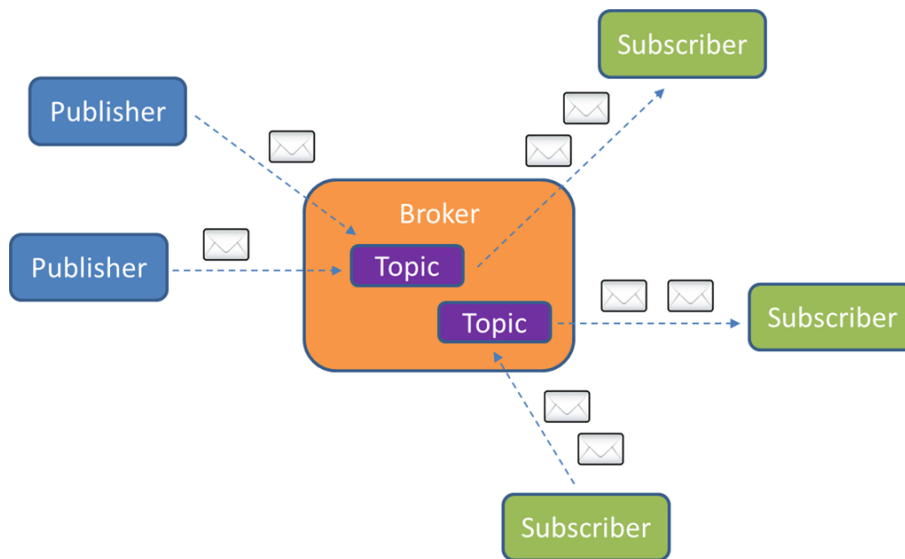 Subscriber
Publisher
Broker
Publisher
Topic
Topic
Subscriber
Subscriber